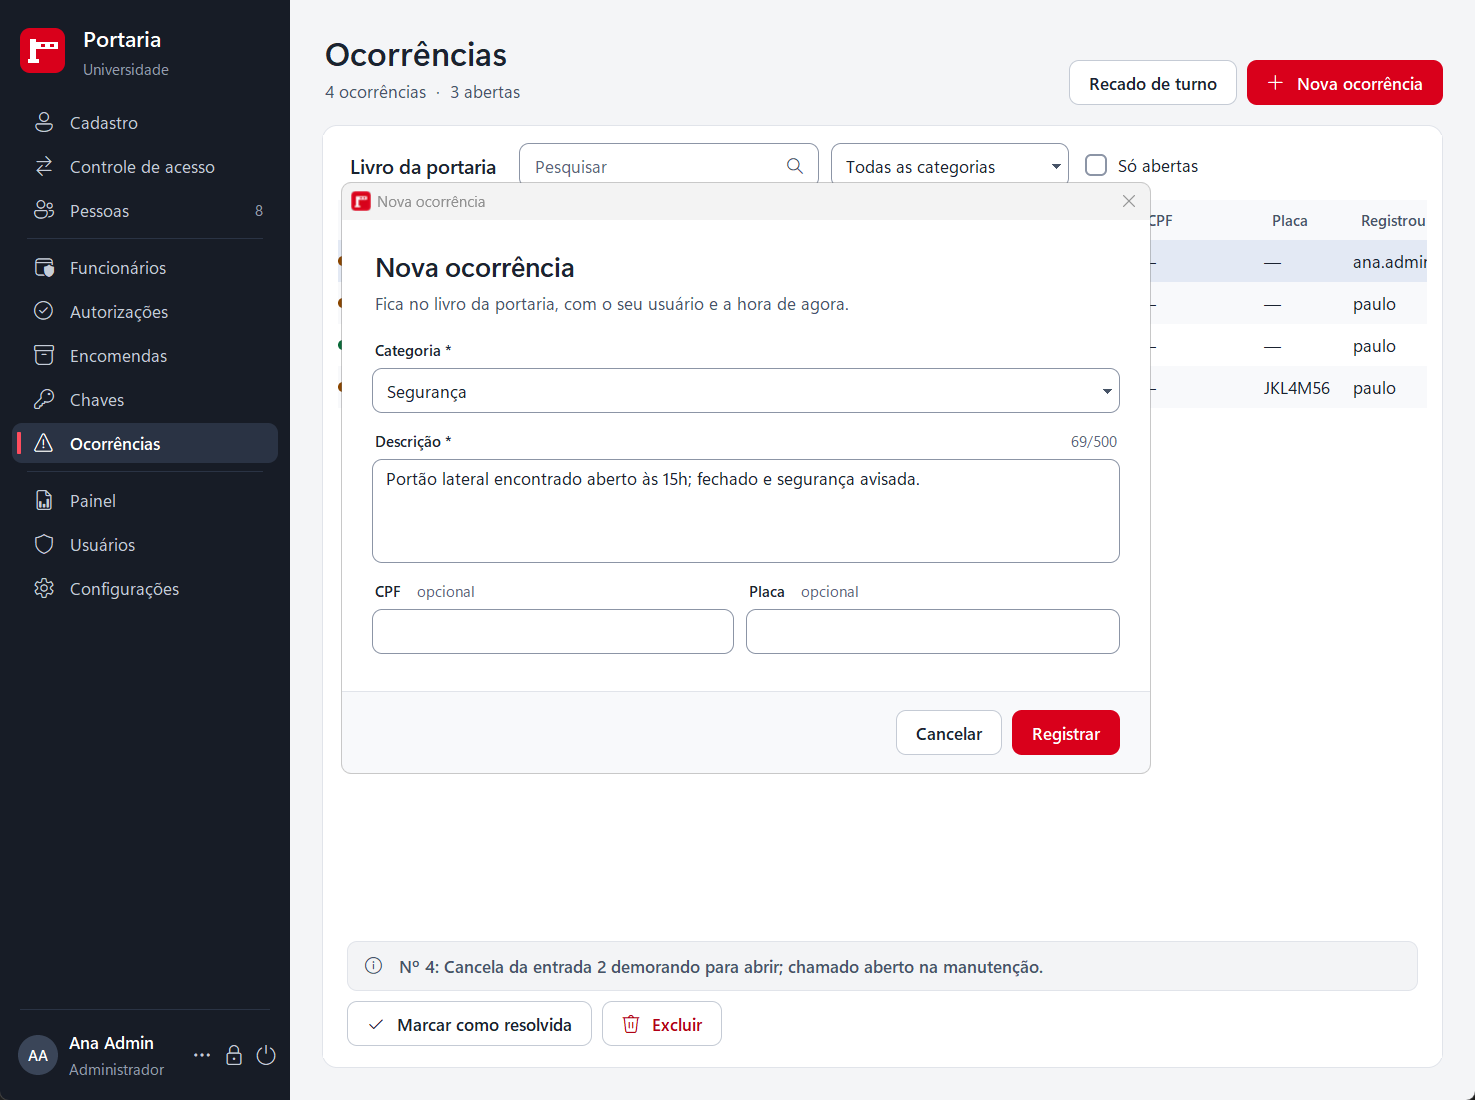 Portaria
Universidade
Cadastro
Controle de acesso
Pessoas 8
Funcionários
Autorizações
Encomendas
Chaves
Ocorrências
Painel
Usuários
Configurações
AA
Ana Admin
Administrador
Ocorrências
4 ocorrências · 3 abertas
Recado de turno
Nova ocorrência
Livro da portaria
Pesquisar
Todas as categorias
Só abertas
CPF Placa Registrou
— — ana.admin
— — paulo
— — paulo
— JKL4M56 paulo
Nova ocorrência
Nova ocorrência
Fica no livro da portaria, com o seu usuário e a hora de agora.
Categoria *
Segurança
Descrição * 69/500
Portão lateral encontrado aberto às 15h; fechado e segurança avisada.
CPF opcional
Placa opcional
Cancelar
Registrar
Nº 4: Cancela da entrada 2 demorando para abrir; chamado aberto na manutenção.
Marcar como resolvida
Excluir